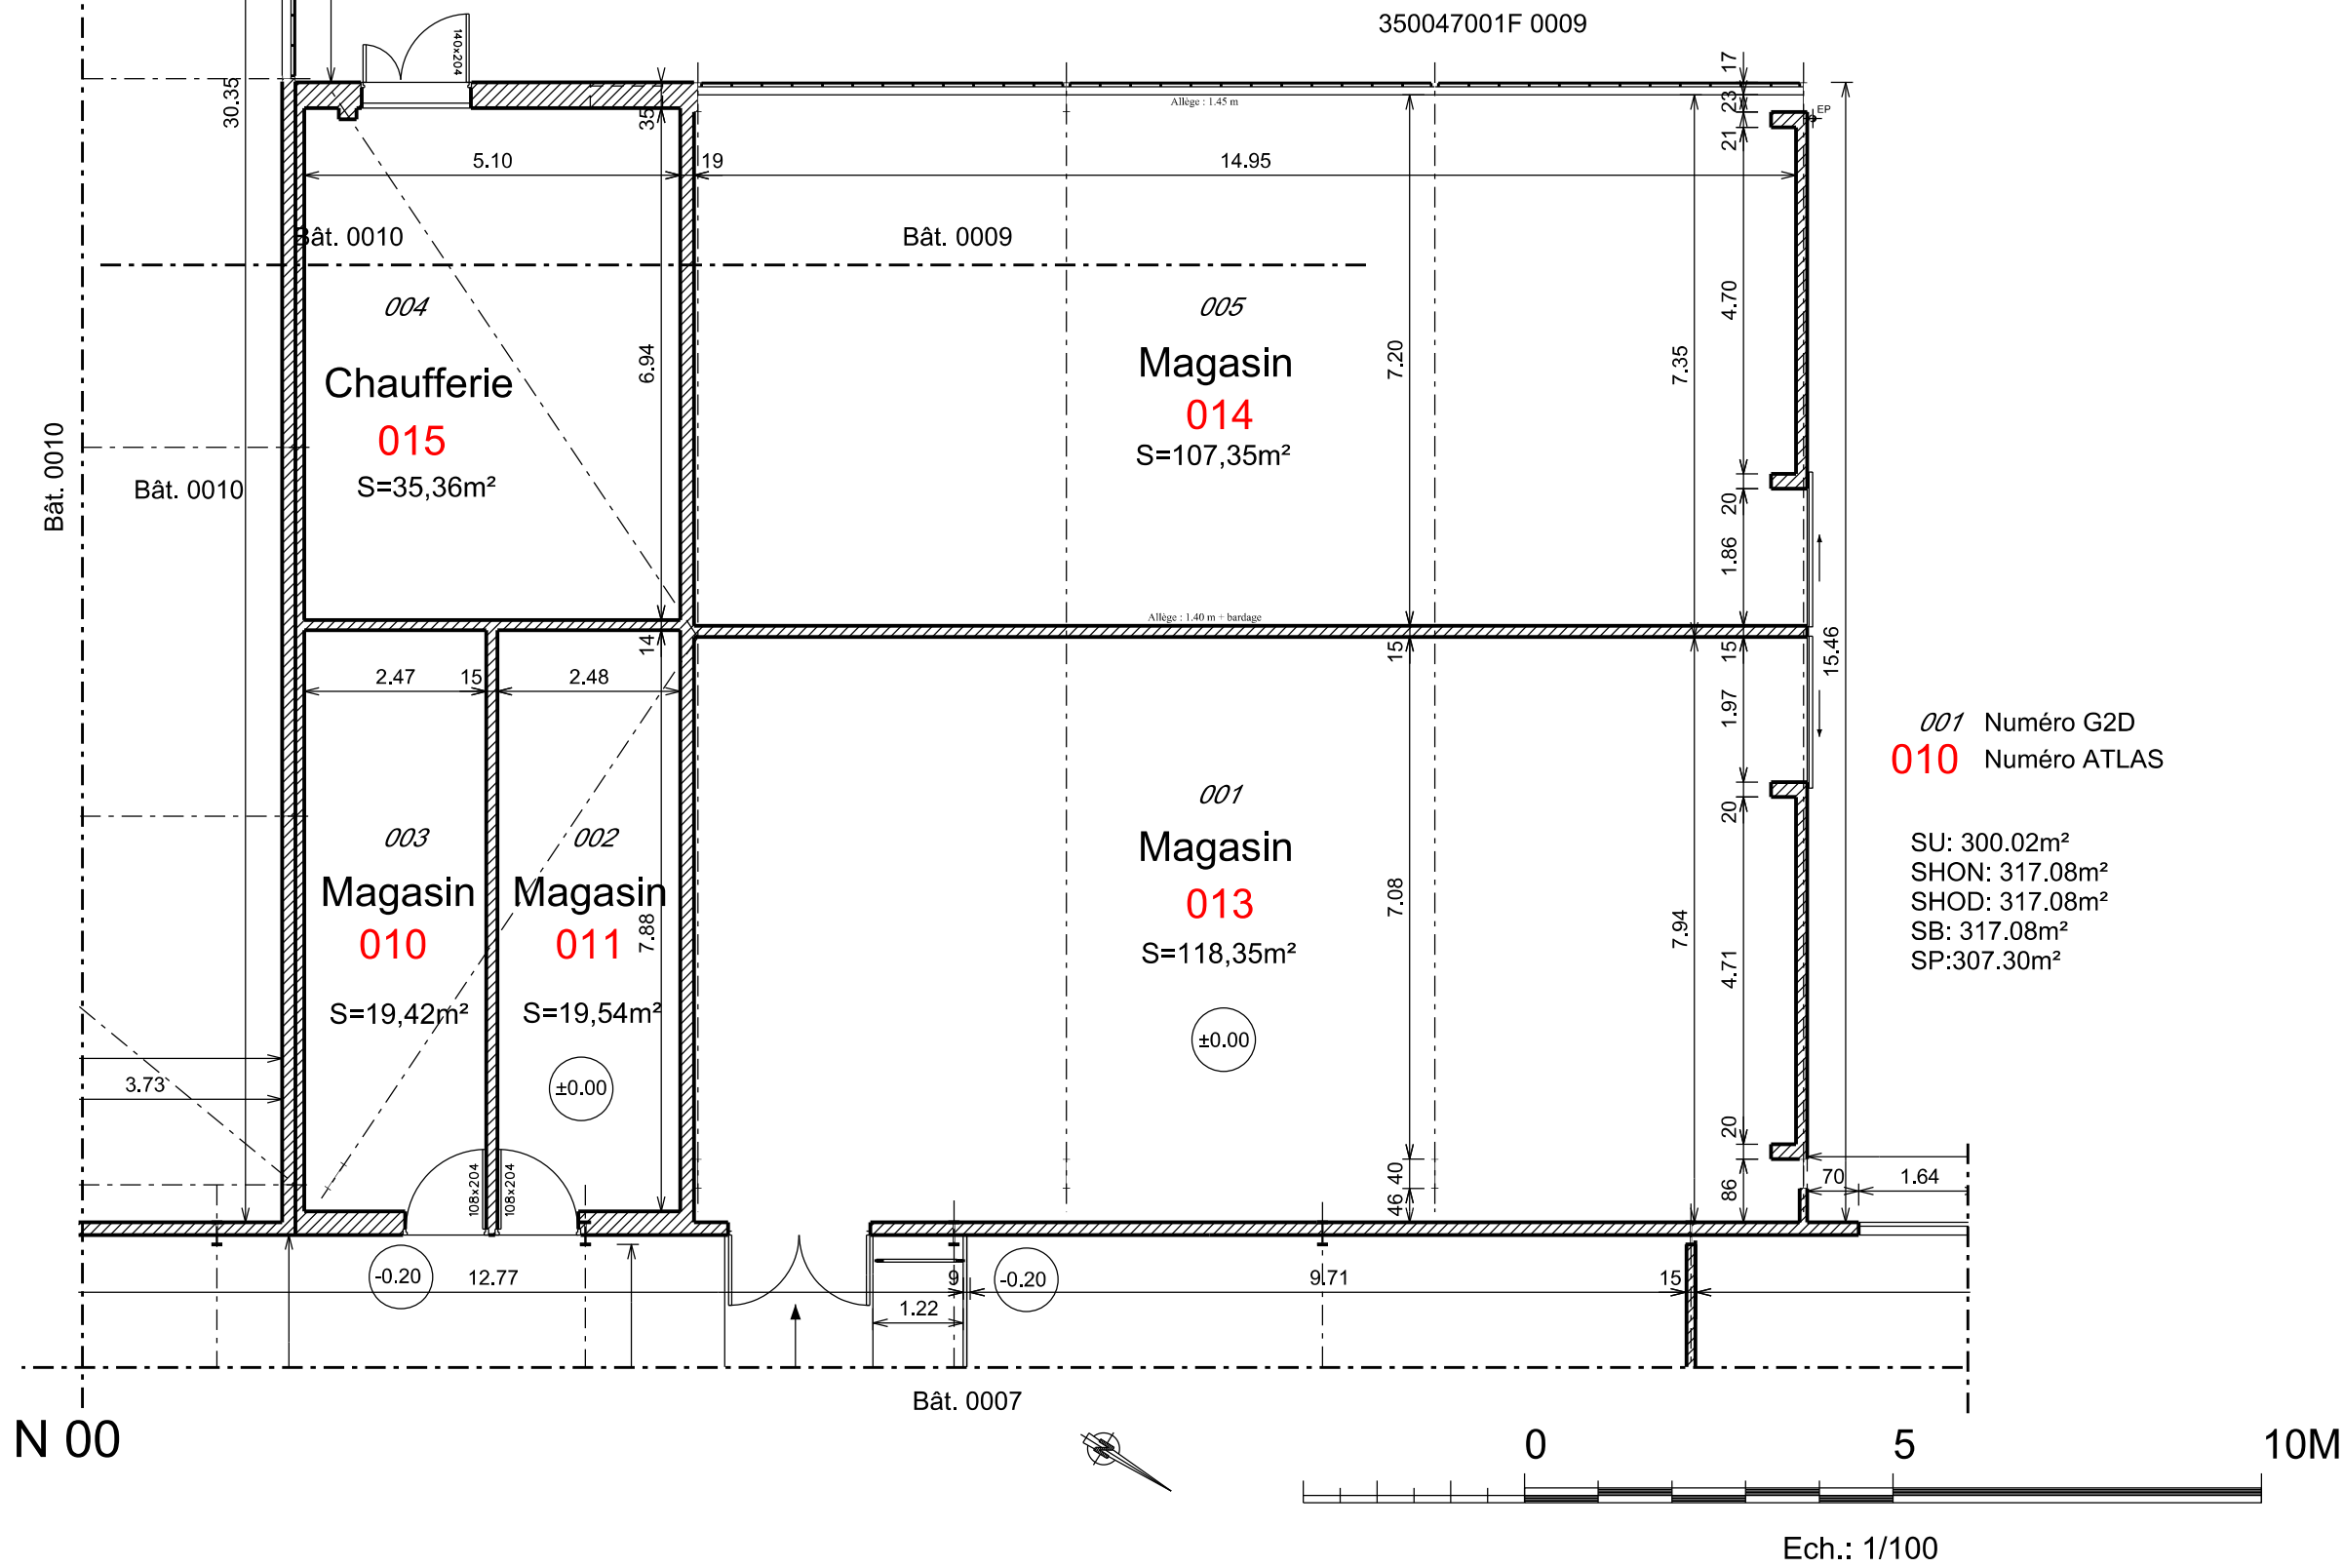 350047001F 0009
140x204
17
30.35
35
Allège : 1.45 m
23
EP
21
5.10
19
14.95
Bât. 0010
Bât. 0009
004
005
4.70
Chaufferie
6.94
Magasin
7.20
7.35
015
014
Bât. 0010
Bât. 0010
S=35,36m²
S=107,35m²
20
1.86
Allège : 1.40 m + bardage
14
15
15
15.46
2.47
15
2.48
1.97
001 Numéro G2D
010 Numéro ATLAS
003
002
001
20
Magasin
Magasin
Magasin
SU: 300.02m²
SHON: 317.08m²
SHOD: 317.08m²
SB: 317.08m²
SP:307.30m²
010
011
7.88
013
7.08
7.94
S=118,35m²
4.71
S=19,42m²
S=19,54m²
±0.00
±0.00
3.73
20
108x204
108x204
40
46
86
70
1.64
-0.20
12.77
9
-0.20
9.71
15
1.22
Bât. 0007
N 00
N
0
5
10M
Ech.: 1/100